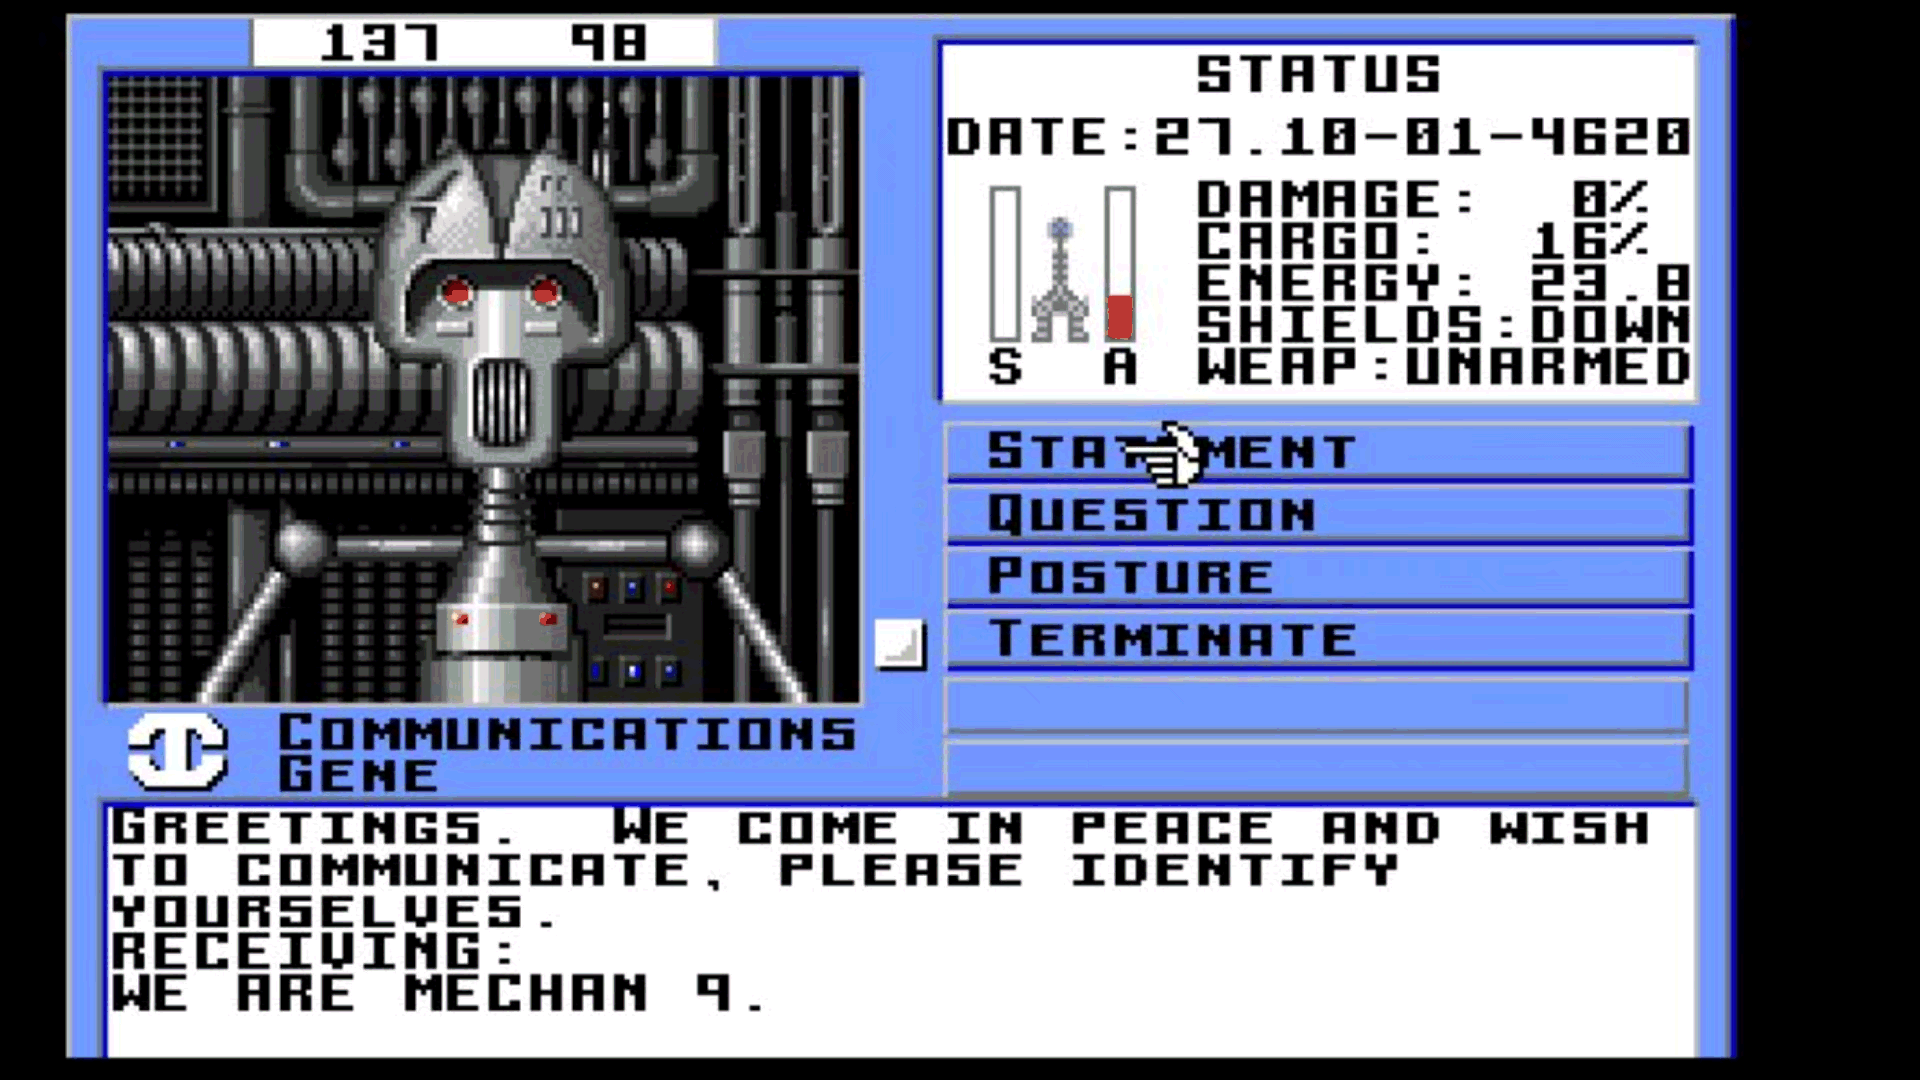 137 98
STATUS
DATE:27.10-01-4620
DAMAGE: 0%
CARGO: 16%
ENERGY: 23.8
SHIELDS:DOWN
S A WEAP:UNARMED
QUESTION
POSTURE
TERMINATE
COMMUNICATIONS
GENE
GREETINGS. WE COME IN PEACE AND WISH
TO COMMUNICATE, PLEASE IDENTIFY
YOURSELVES.
RECEIVING:
WE ARE MECHAN 9.